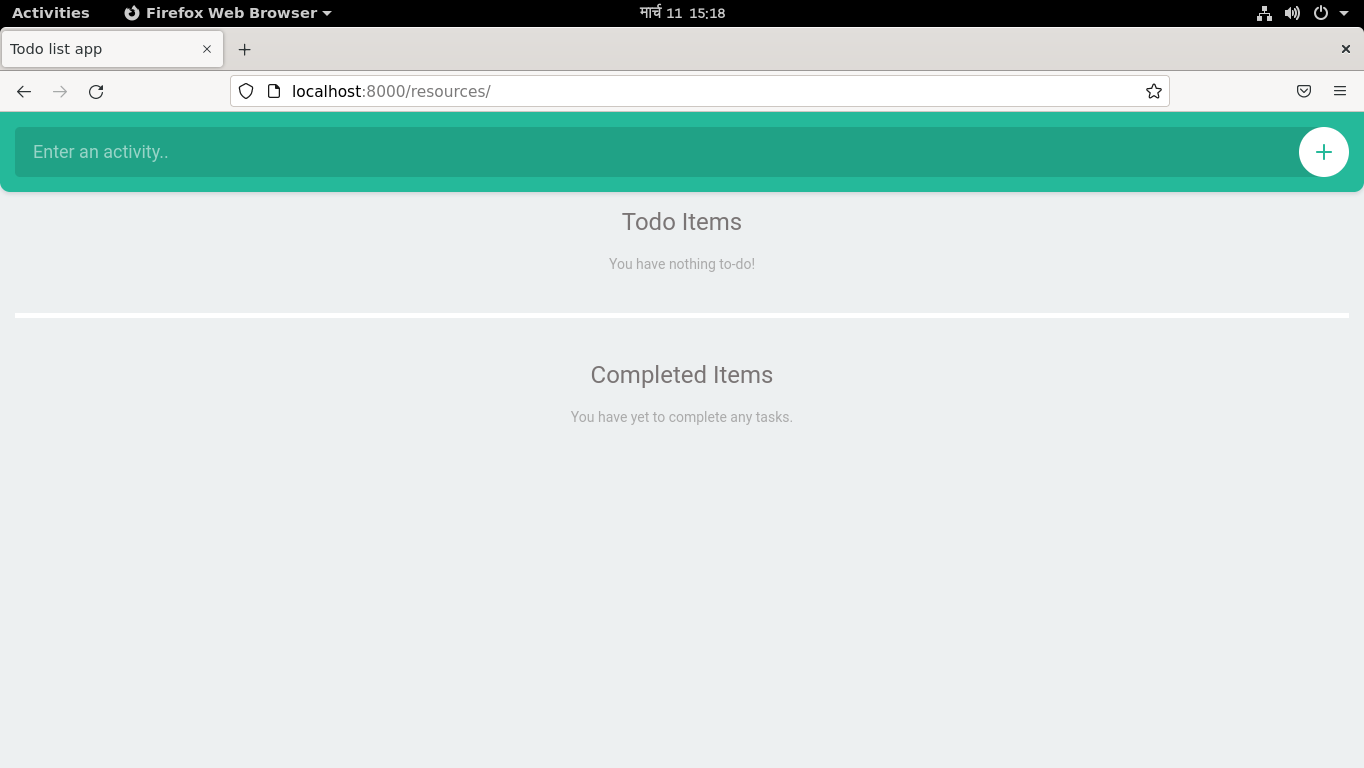 Activities
Firefox Web Browser
मार्च 11 15:18
Todo list app
localhost:8000/resources/
Enter an activity..
Todo Items
You have nothing to-do!
Completed Items
You have yet to complete any tasks.